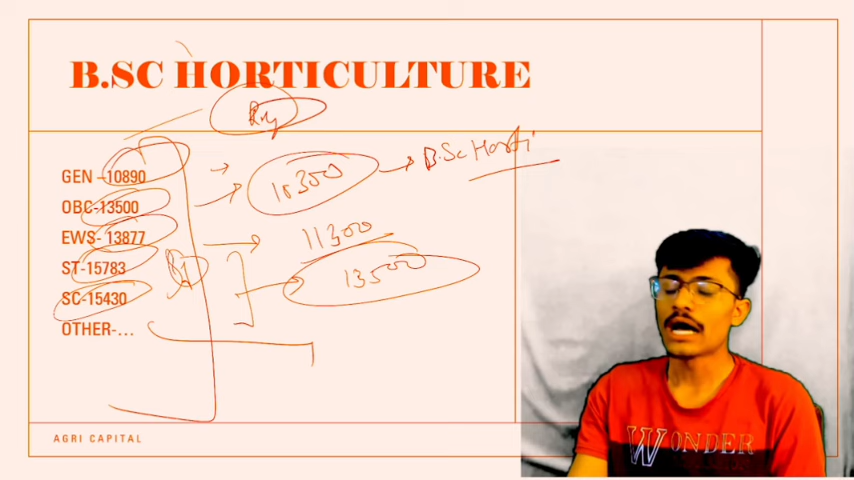 B.SC HORTICULTURE
GEN –10890
OBC-13500
EWS- 13877
ST-15783
SC-15430
OTHER-...
10300
B.Sc Horti
11300
13500
AGRI CAPITAL
WONDER